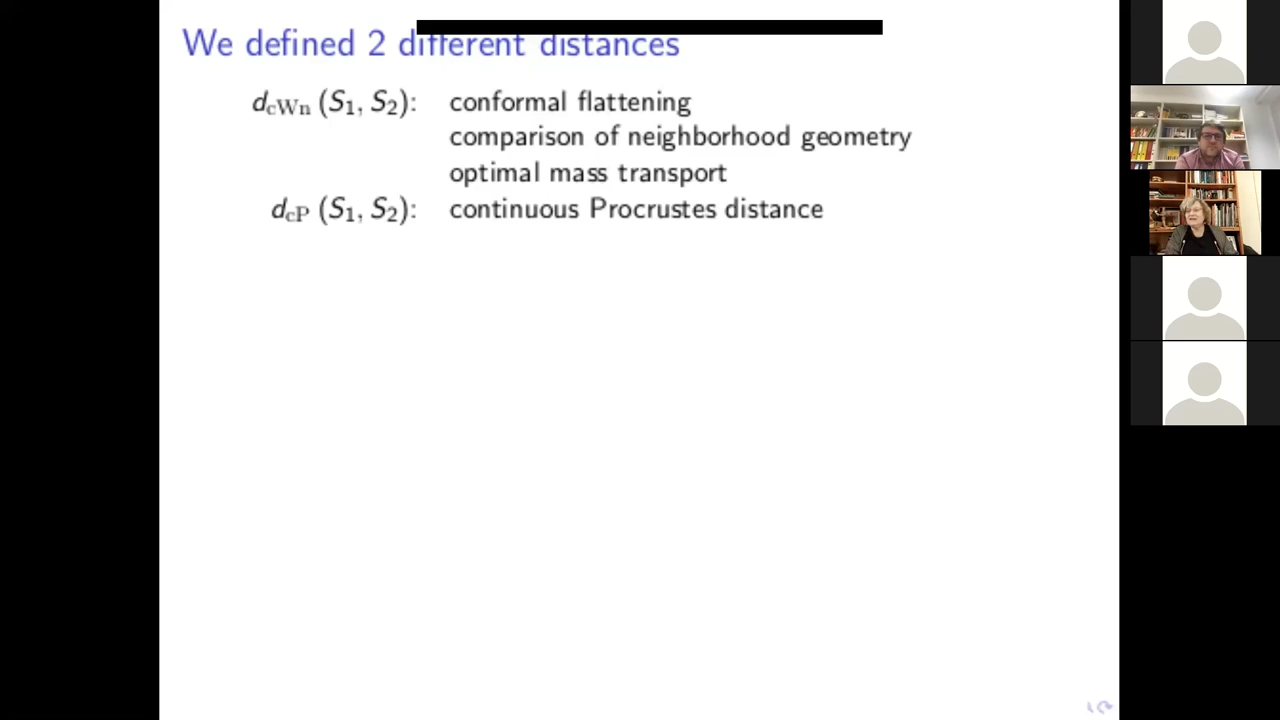 We defined 2 different distances
d_cWn (S₁, S₂): conformal flattening
comparison of neighborhood geometry
optimal mass transport
d_cP (S₁, S₂): continuous Procrustes distance